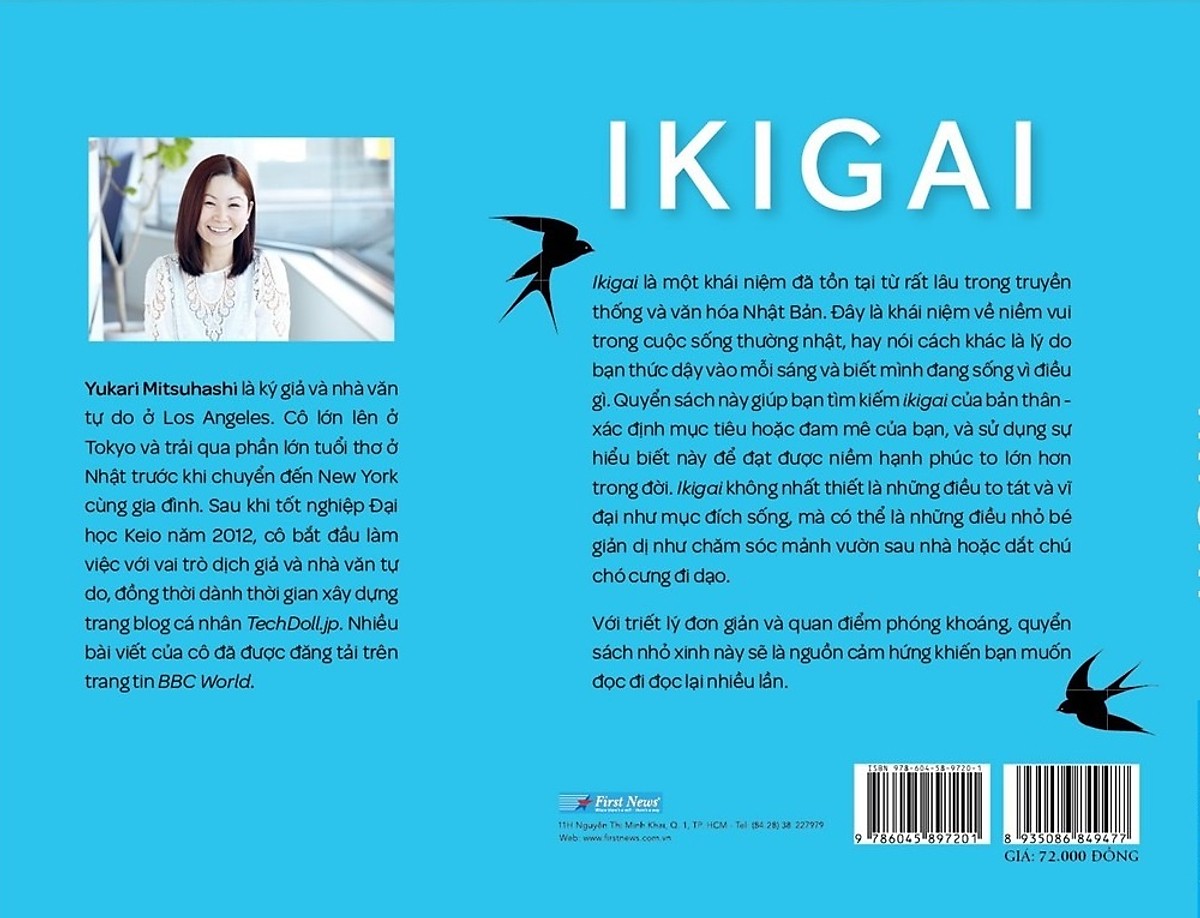 Yukari Mitsuhashi là ký giả và nhà văn
tự do ở Los Angeles. Cô lớn lên ở
Tokyo và trải qua phần lớn tuổi thơ ở
Nhật trước khi chuyển đến New York
cùng gia đình. Sau khi tốt nghiệp Đại
học Keio năm 2012, cô bắt đầu làm
việc với vai trò dịch giả và nhà văn tự
do, đồng thời dành thời gian xây dựng
trang blog cá nhân TechDoll.jp. Nhiều
bài viết của cô đã được đăng tải trên
trang tin BBC World.
IKIGAI
Ikigai là một khái niệm đã tồn tại từ rất lâu trong truyền
thống và văn hóa Nhật Bản. Đây là khái niệm về niềm vui
trong cuộc sống thường nhật, hay nói cách khác là lý do
bạn thức dậy vào mỗi sáng và biết mình đang sống vì điều
gì. Quyển sách này giúp bạn tìm kiếm ikigai của bản thân -
xác định mục tiêu hoặc đam mê của bạn, và sử dụng sự
hiểu biết này để đạt được niềm hạnh phúc to lớn hơn
trong đời. Ikigai không nhất thiết là những điều to tát và vĩ
đại như mục đích sống, mà có thể là những điều nhỏ bé
giản dị như chăm sóc mảnh vườn sau nhà hoặc dắt chú
chó cưng đi dạo.
Với triết lý đơn giản và quan điểm phóng khoáng, quyển
sách nhỏ xinh này sẽ là nguồn cảm hứng khiến bạn muốn
đọc đi đọc lại nhiều lần.
First News
11H Nguyễn Thị Minh Khai, Q. 1, TP. HCM - Tel: (84.28) 38 227979
Web: www.firstnews.com.vn
ISBN 978-604-58-9720-1
9 786045 897201
8 935086 849477
GIÁ: 72.000 ĐỒNG